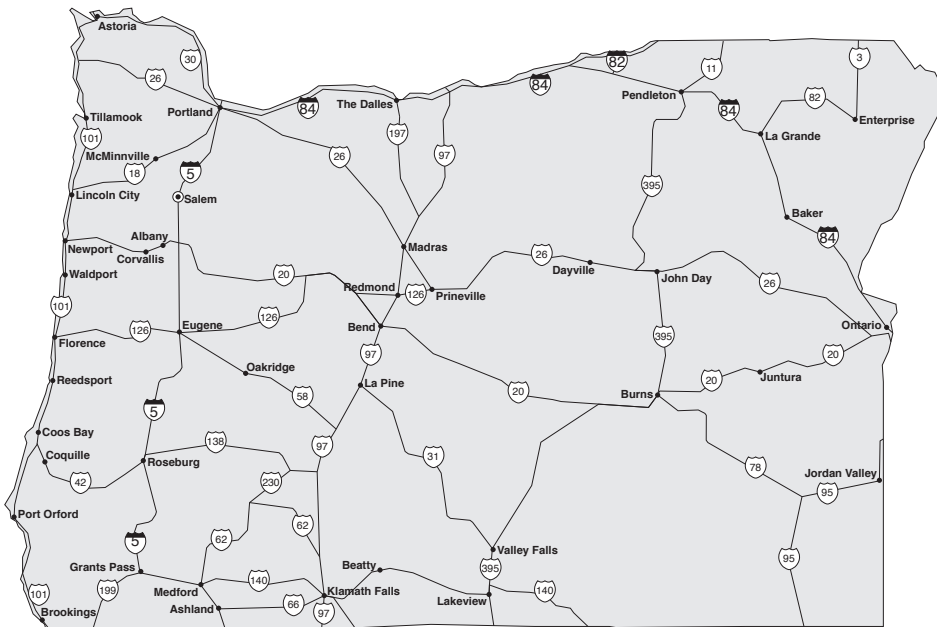 Astoria
30
82
11
3
26
84
84
Pendleton
84
82
The Dalles
Portland
Tillamook
Enterprise
101
197
La Grande
McMinnville
26
97
18
5
395
Lincoln City
Salem
Baker
84
Albany
Newport
Corvallis
Madras
26
Dayville
Waldport
20
John Day
26
Redmond
126
Prineville
101
126
126
Eugene
Bend
Ontario
Florence
395
97
20
Oakridge
Reedsport
La Pine
20
Juntura
58
20
Burns
5
Coos Bay
138
97
Coquille
31
Roseburg
78
Jordan Valley
42
230
95
Port Orford
62
62
5
Valley Falls
95
Grants Pass
Beatty
395
199
Medford
140
Klamath Falls
140
101
Lakeview
66
Ashland
97
Brookings